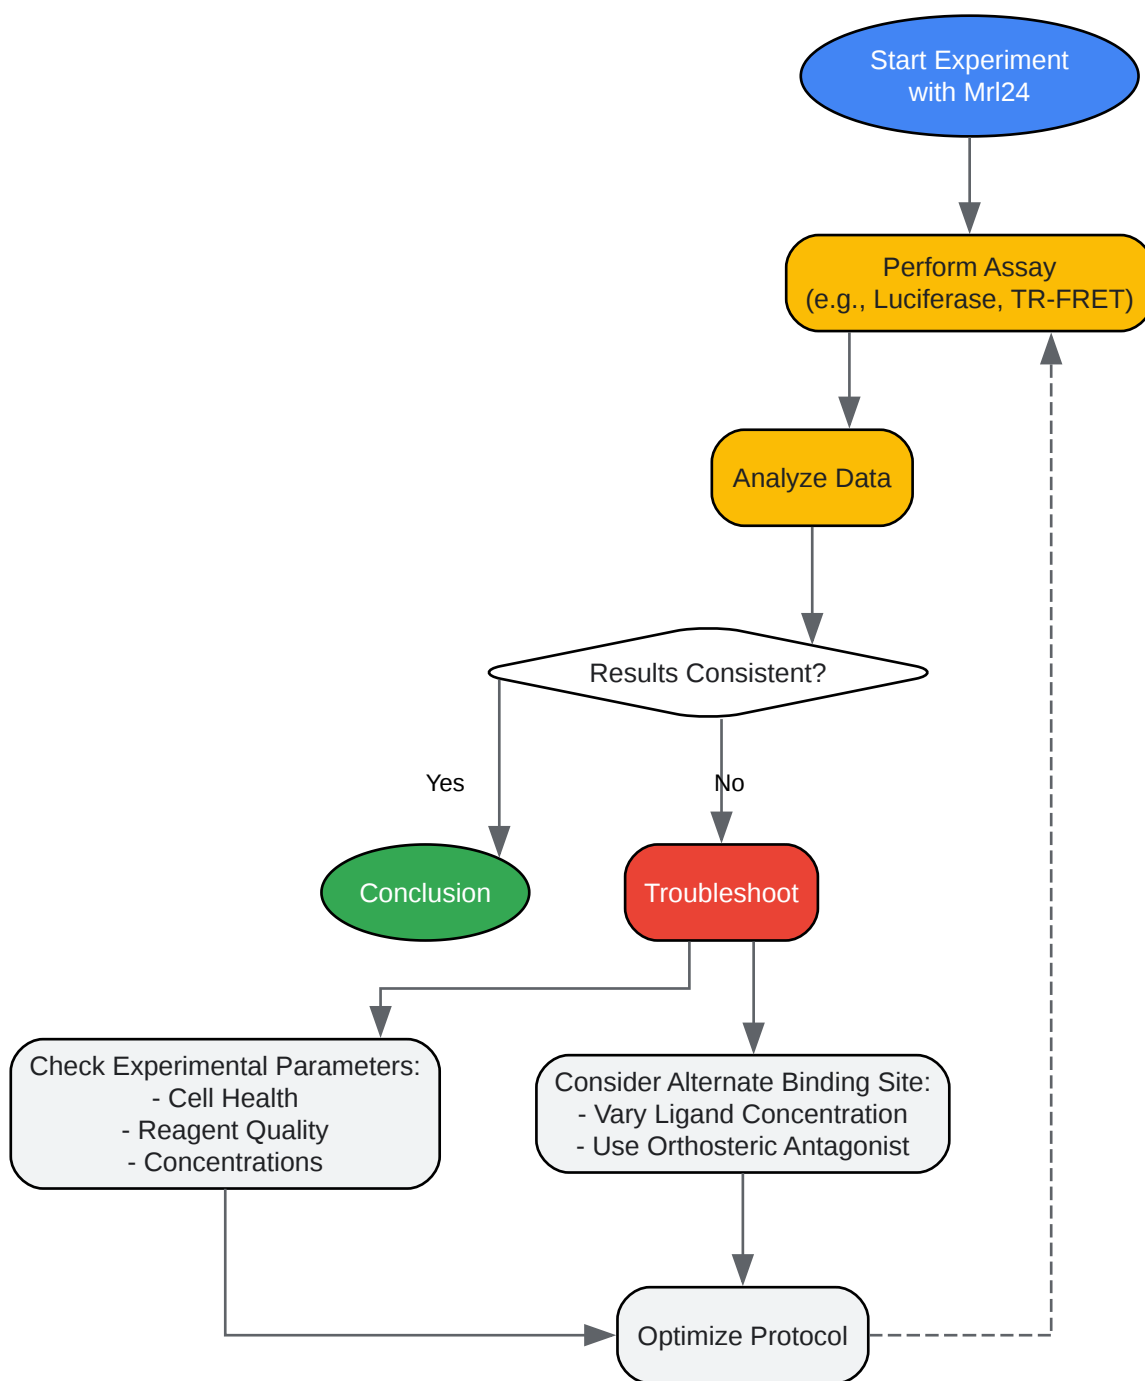 Start Experiment
with Mrl24
Perform Assay
(e.g., Luciferase, TR-FRET)
Analyze Data
Results Consistent?
Yes
No
Conclusion
Troubleshoot
Check Experimental Parameters:
- Cell Health
- Reagent Quality
- Concentrations
Consider Alternate Binding Site:
- Vary Ligand Concentration
- Use Orthosteric Antagonist
Optimize Protocol